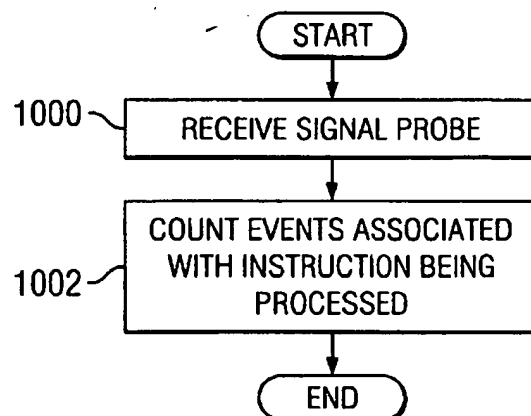 START
1000
RECEIVE SIGNAL PROBE
COUNT EVENTS ASSOCIATED
WITH INSTRUCTION BEING
1002
PROCESSED
END